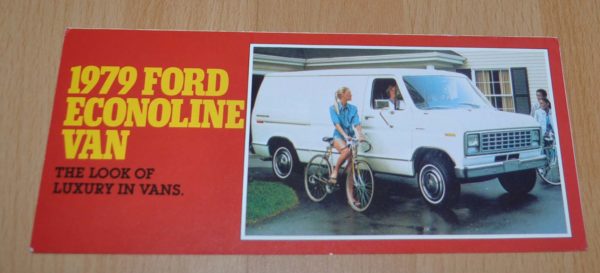 1979 FORD
ECONOLINE
VAN
THE LOOK OF
LUXURY IN VANS.